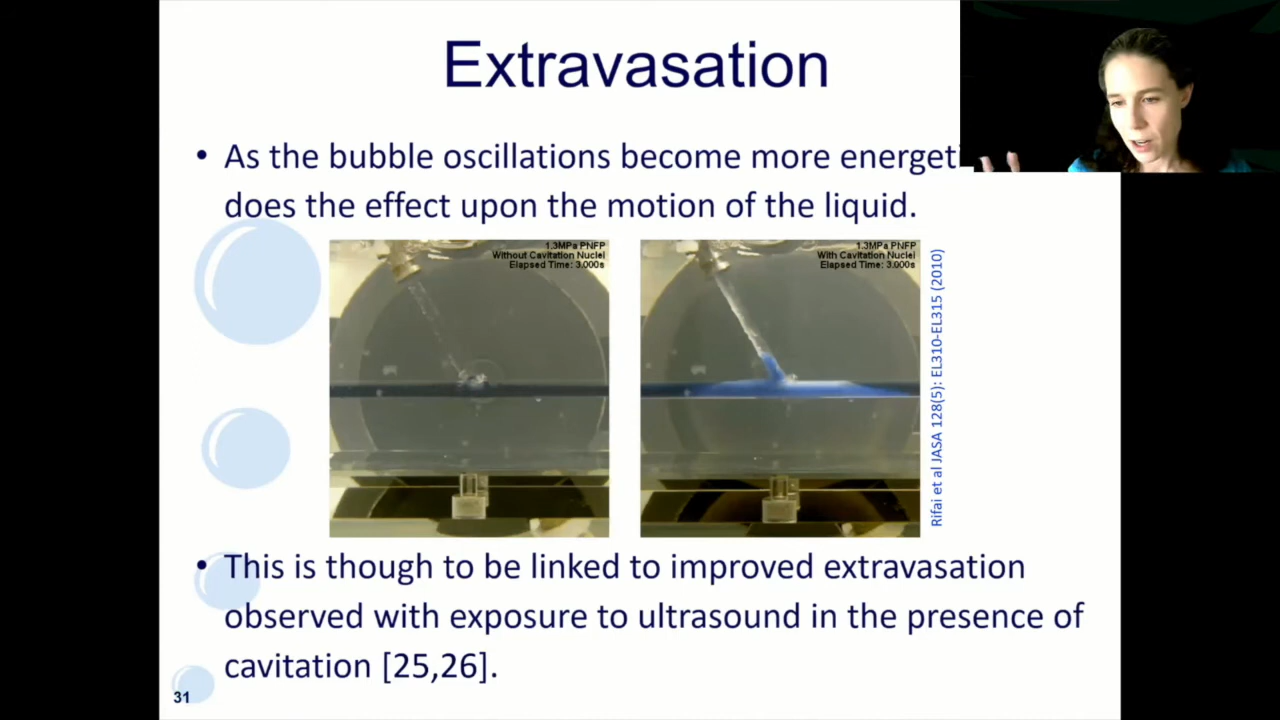 Extravasation
• As the bubble oscillations become more
does the effect upon the motion of the liquid.
1.3MPa PNFP
Without Cavitation Nuclei
Elapsed Time: 3.000s
1.3MPa PNFP
With Cavitation Nuclei
Elapsed Time: 3.000s
Rifai et al JASA 128(5): EL310-EL315 (2010)
• This is though to be linked to improved extravasation
observed with exposure to ultrasound in the presence of
cavitation [25,26].
31